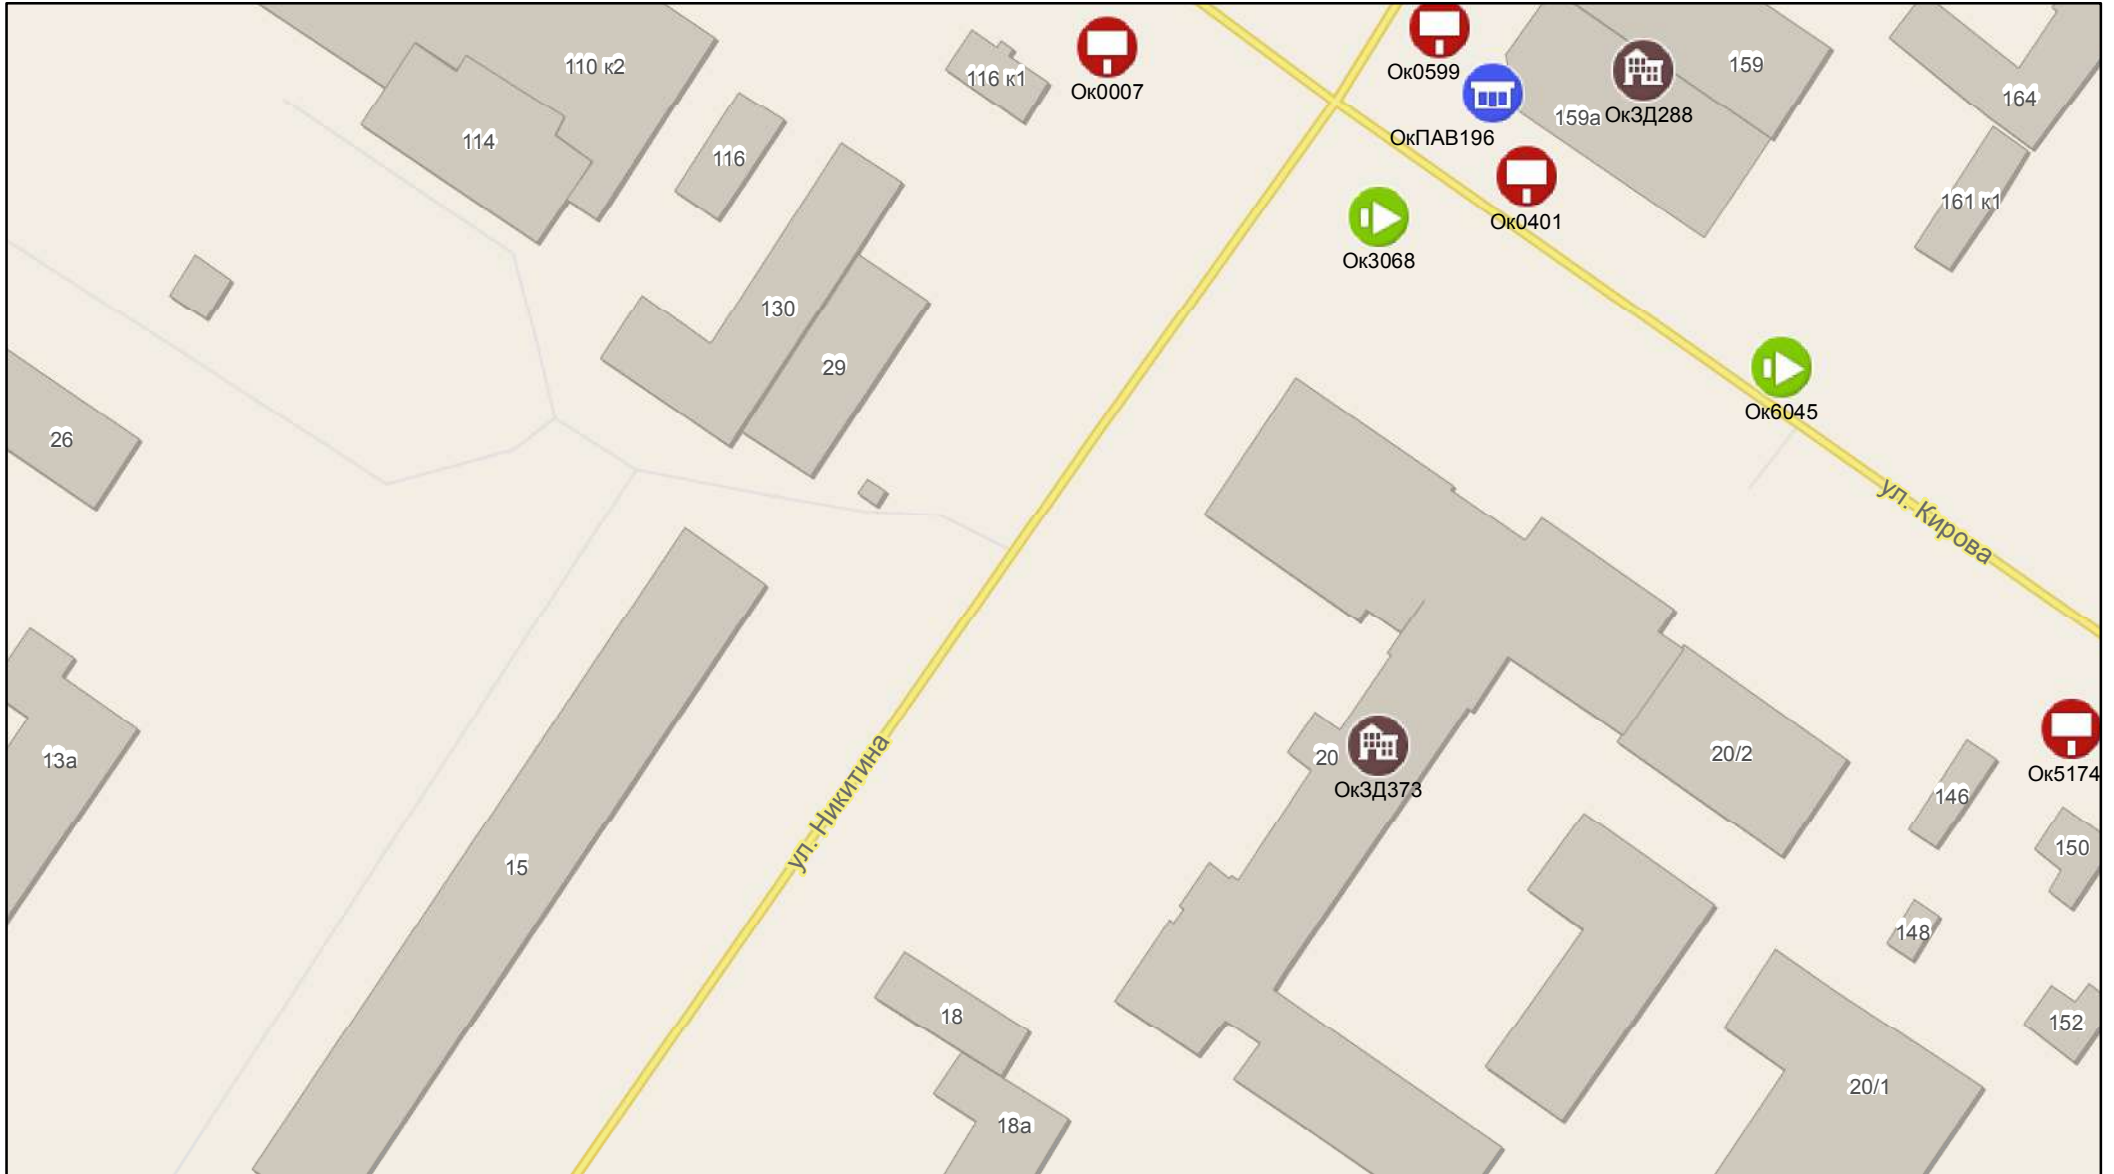 110 к2
116 к1
Ок0007
Ок0599
159
ОкЗД288
159а
164
ОкПАВ196
114
116
Ок0401
161 к1
Ок3068
130
29
Ок6045
26
ул. Кирова
20
ОкЗД373
20/2
Ок5174
13а
ул. Никитина
146
150
15
148
18
152
20/1
18а